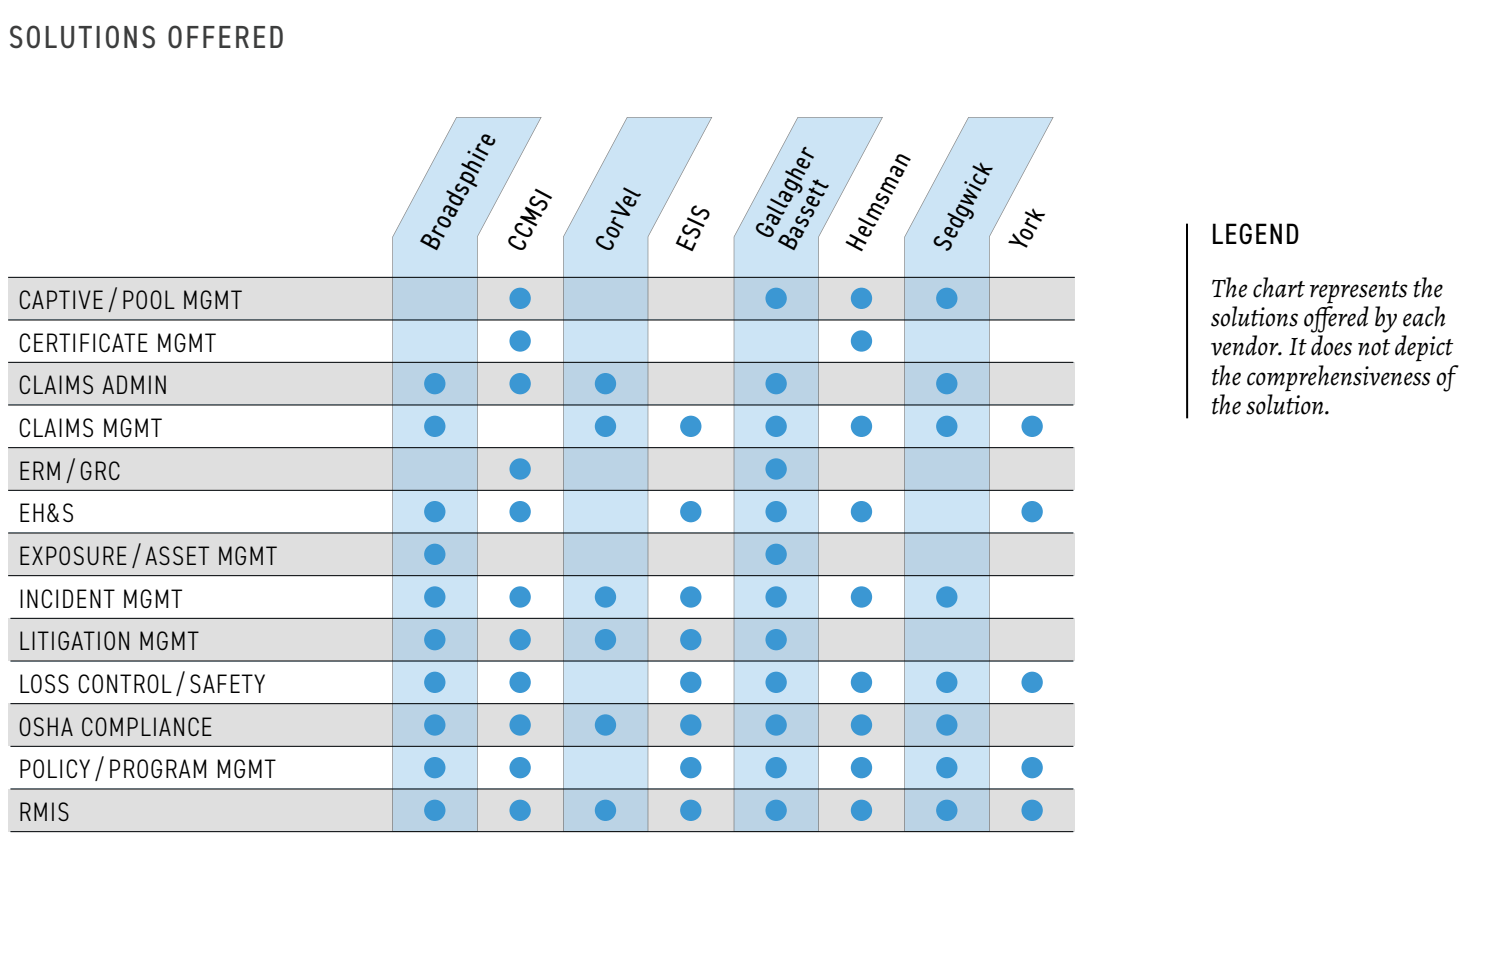 SOLUTIONS OFFERED
Broadsphire
CCMSI
CorVel
ESIS
Gallagher
Bassett
Helmsman
Sedgwick
York
CAPTIVE / POOL MGMT
CERTIFICATE MGMT
CLAIMS ADMIN
CLAIMS MGMT
ERM / GRC
EH&S
EXPOSURE / ASSET MGMT
INCIDENT MGMT
LITIGATION MGMT
LOSS CONTROL / SAFETY
OSHA COMPLIANCE
POLICY / PROGRAM MGMT
RMIS
LEGEND
The chart represents the
solutions offered by each
vendor. It does not depict
the comprehensiveness of
the solution.